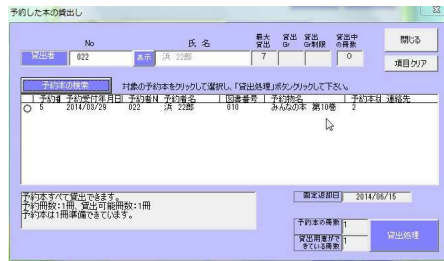 予約した本の貸出し
No 氏 名 最大貸出 貸出Gr 貸出Gr制限 貸出中の冊数 閉じる
貸出者 022 表示 浜 22郎 7 0 項目クリア
予約本の検索 対象の予約本をクリックして選択し、「貸出処理」ボタンクリックして下さい。
予約者 予約受付年月日 予約者N 予約者名 図書番号 予約物名 予約本は 連絡先
○ 5 2014/03/29 022 浜 22郎 010 みんなの本 第10巻 2
予約本すべて貸出できます。
予約冊数:1冊、貸出可能冊数:1冊
予約本は1冊準備できています。
固定返却日 2014/06/15
予約本の冊数 1
貸出用意ができている冊数 1
貸出処理